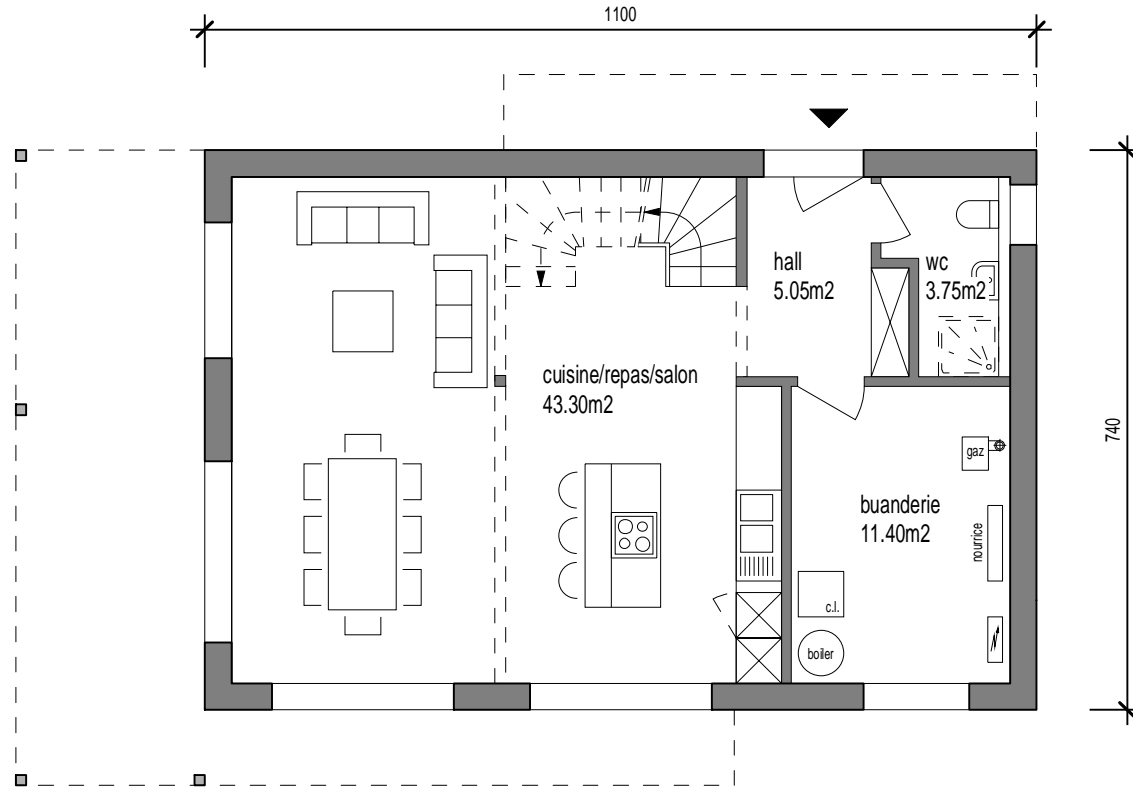 1100
hall
5.05m2
wc
3.75m2
cuisine/repas/salon
43.30m2
740
gaz
buanderie
11.40m2
nourrice
c.l.
boiler